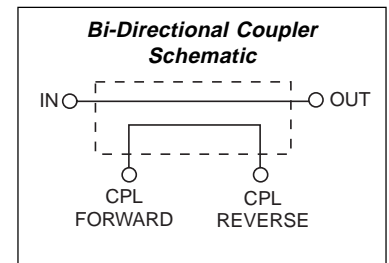 Bi-Directional Coupler
Schematic
IN
OUT
CPL
FORWARD
CPL
REVERSE